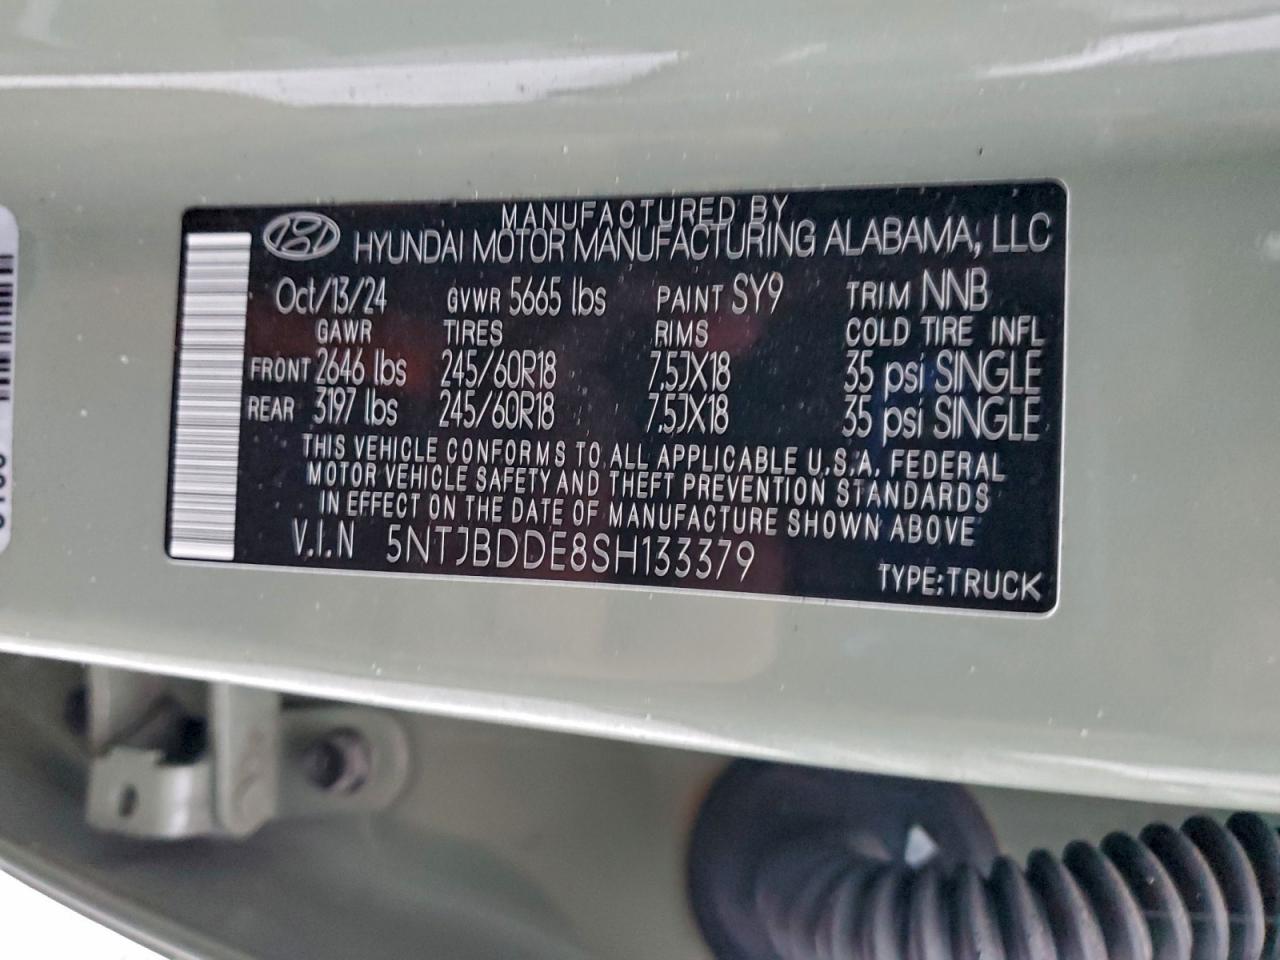 MANUFACTURED BY
HYUNDAI MOTOR MANUFACTURING ALABAMA, LLC
Oct/13/24 GVWR 5665 lbs PAINT SY9 TRIM NNB
GAWR TIRES RIMS COLD TIRE INFL
FRONT 2646 lbs 245/60R18 7.5JX18 35 psi SINGLE
REAR 3197 lbs 245/60R18 7.5JX18 35 psi SINGLE
THIS VEHICLE CONFORMS TO ALL APPLICABLE U.S.A. FEDERAL
MOTOR VEHICLE SAFETY AND THEFT PREVENTION STANDARDS
IN EFFECT ON THE DATE OF MANUFACTURE SHOWN ABOVE
V.I.N 5NTJBDDE8SH133379
TYPE:TRUCK